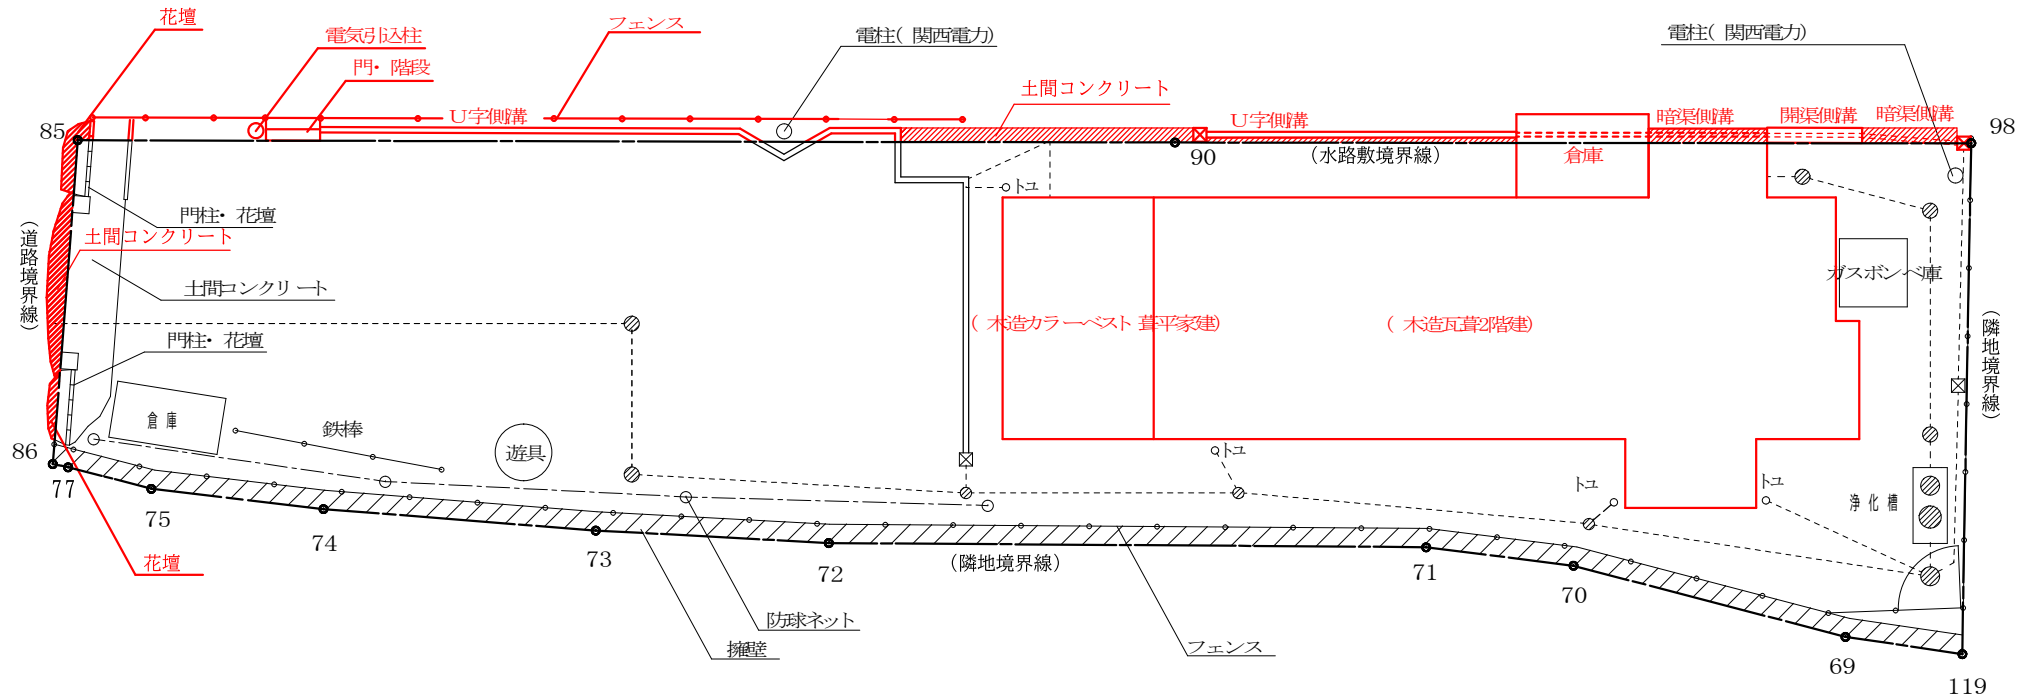 花壇
電気引込柱
門・階段
フェンス
電柱(関西電力)
電柱(関西電力)
土間コンクリート
U字側溝
U字側溝
暗渠側溝
開渠側溝
暗渠側溝
85
90
98
(水路敷境界線)
倉庫
トユ
門柱・花壇
土間コンクリート
(道路境界線)
土間コンクリート
ガスボンベ庫
(木造カラーベスト葺平家建)
(木造瓦葺2階建)
(隣地境界線)
門柱・花壇
倉庫
鉄棒
遊具
トユ
トユ
トユ
浄化槽
86
77
75
74
73
72
71
70
69
119
花壇
(隣地境界線)
防球ネット
擁壁
フェンス